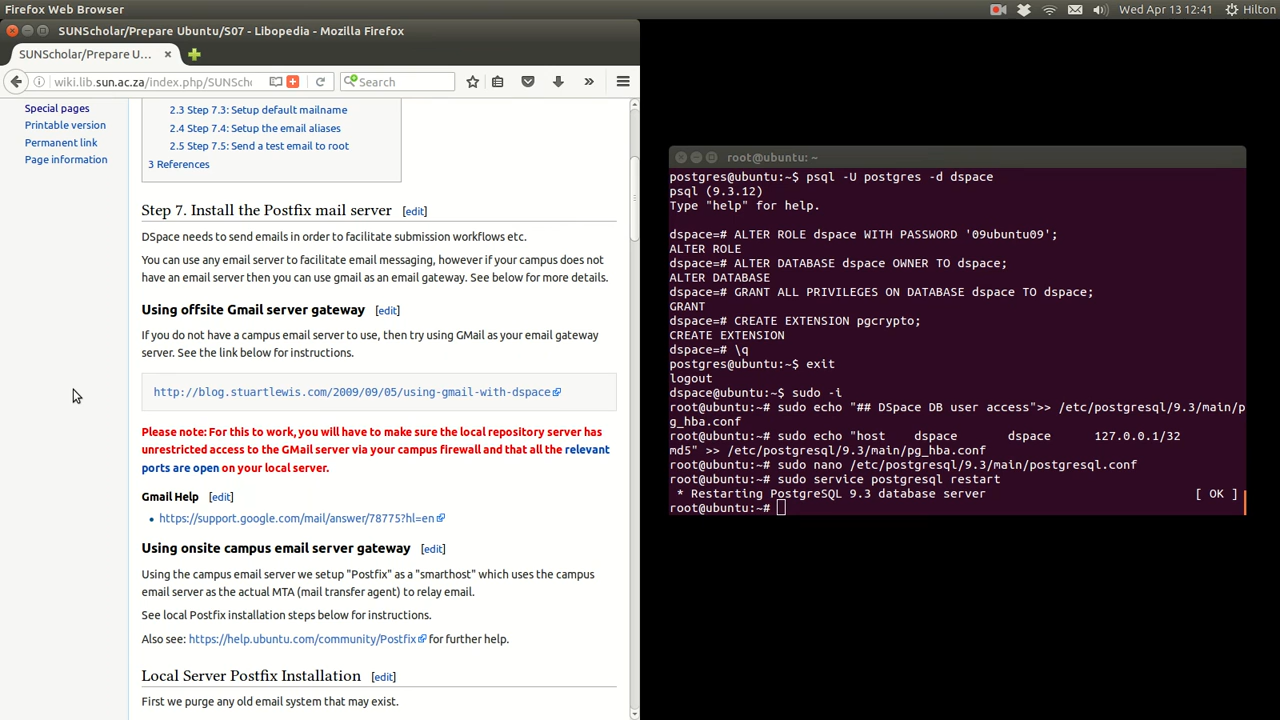 Firefox Web Browser
Wed Apr 13 12:41
Hilton
SUNScholar/Prepare Ubuntu/S07 - Libopedia - Mozilla Firefox
SUNScholar/Prepare U...
wiki.lib.sun.ac.za/index.php/SUNSch
Search
Special pages
Printable version
Permanent link
Page information
2.3 Step 7.3: Setup default mailname
2.4 Step 7.4: Setup the email aliases
2.5 Step 7.5: Send a test email to root
3 References
Step 7. Install the Postfix mail server [edit]
DSpace needs to send emails in order to facilitate submission workflows etc.
You can use any email server to facilitate email messaging, however if your campus does not
have an email server then you can use gmail as an email gateway. See below for more details.
Using offsite Gmail server gateway [edit]
If you do not have a campus email server to use, then try using GMail as your email gateway
server. See the link below for instructions.
http://blog.stuartlewis.com/2009/09/05/using-gmail-with-dspace
Please note: For this to work, you will have to make sure the local repository server has
unrestricted access to the GMail server via your campus firewall and that all the relevant
ports are open on your local server.
Gmail Help [edit]
https://support.google.com/mail/answer/78775?hl=en
Using onsite campus email server gateway [edit]
Using the campus email server we setup "Postfix" as a "smarthost" which uses the campus
email server as the actual MTA (mail transfer agent) to relay email.
See local Postfix installation steps below for instructions.
Also see: https://help.ubuntu.com/community/Postfix for further help.
Local Server Postfix Installation [edit]
First we purge any old email system that may exist.
root@ubuntu: ~
postgres@ubuntu:~$ psql -U postgres -d dspace
psql (9.3.12)
Type "help" for help.
dspace=# ALTER ROLE dspace WITH PASSWORD '09ubuntu09';
ALTER ROLE
dspace=# ALTER DATABASE dspace OWNER TO dspace;
ALTER DATABASE
dspace=# GRANT ALL PRIVILEGES ON DATABASE dspace TO dspace;
GRANT
dspace=# CREATE EXTENSION pgcrypto;
CREATE EXTENSION
dspace=# \q
postgres@ubuntu:~$ exit
logout
dspace@ubuntu:~$ sudo -i
root@ubuntu:~# sudo echo "## DSpace DB user access">> /etc/postgresql/9.3/main/p
g_hba.conf
root@ubuntu:~# sudo echo "host    dspace      dspace      127.0.0.1/32
md5" >> /etc/postgresql/9.3/main/pg_hba.conf
root@ubuntu:~# sudo nano /etc/postgresql/9.3/main/postgresql.conf
root@ubuntu:~# sudo service postgresql restart
 * Restarting PostgreSQL 9.3 database server [ OK ]
root@ubuntu:~#